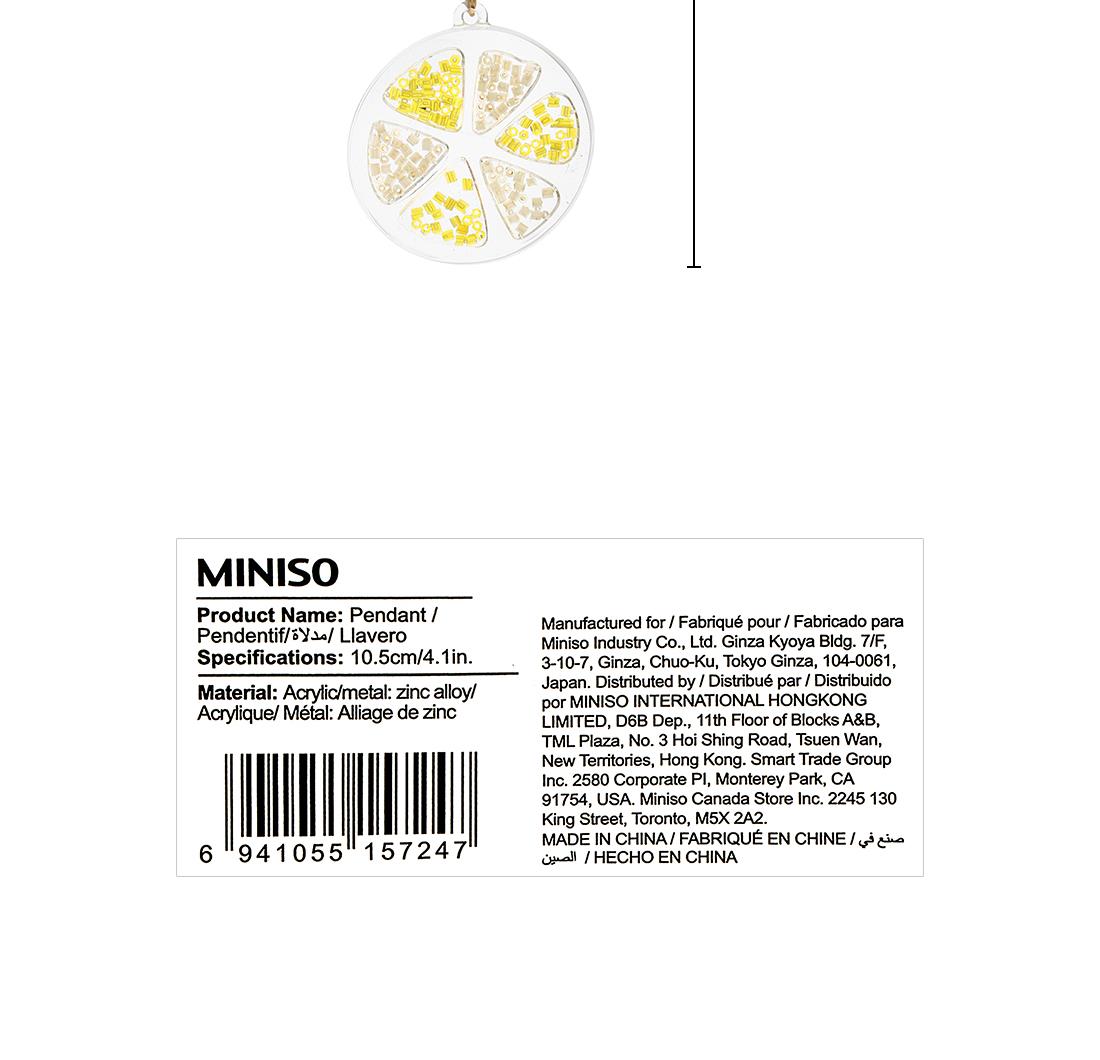 MINISO
Product Name: Pendant /
Pendentif/مدلاة/ Llavero
Specifications: 10.5cm/4.1in.
Material: Acrylic/metal: zinc alloy/
Acrylique/ Métal: Alliage de zinc
6 941055 157247
Manufactured for / Fabriqué pour / Fabricado para
Miniso Industry Co., Ltd. Ginza Kyoya Bldg. 7/F,
3-10-7, Ginza, Chuo-Ku, Tokyo Ginza, 104-0061,
Japan. Distributed by / Distribué par / Distribuido
por MINISO INTERNATIONAL HONGKONG
LIMITED, D6B Dep., 11th Floor of Blocks A&B,
TML Plaza, No. 3 Hoi Shing Road, Tsuen Wan,
New Territories, Hong Kong. Smart Trade Group
Inc. 2580 Corporate Pl, Monterey Park, CA
91754, USA. Miniso Canada Store Inc. 2245 130
King Street, Toronto, M5X 2A2.
MADE IN CHINA / FABRIQUÉ EN CHINE / صنع في
الصين / HECHO EN CHINA